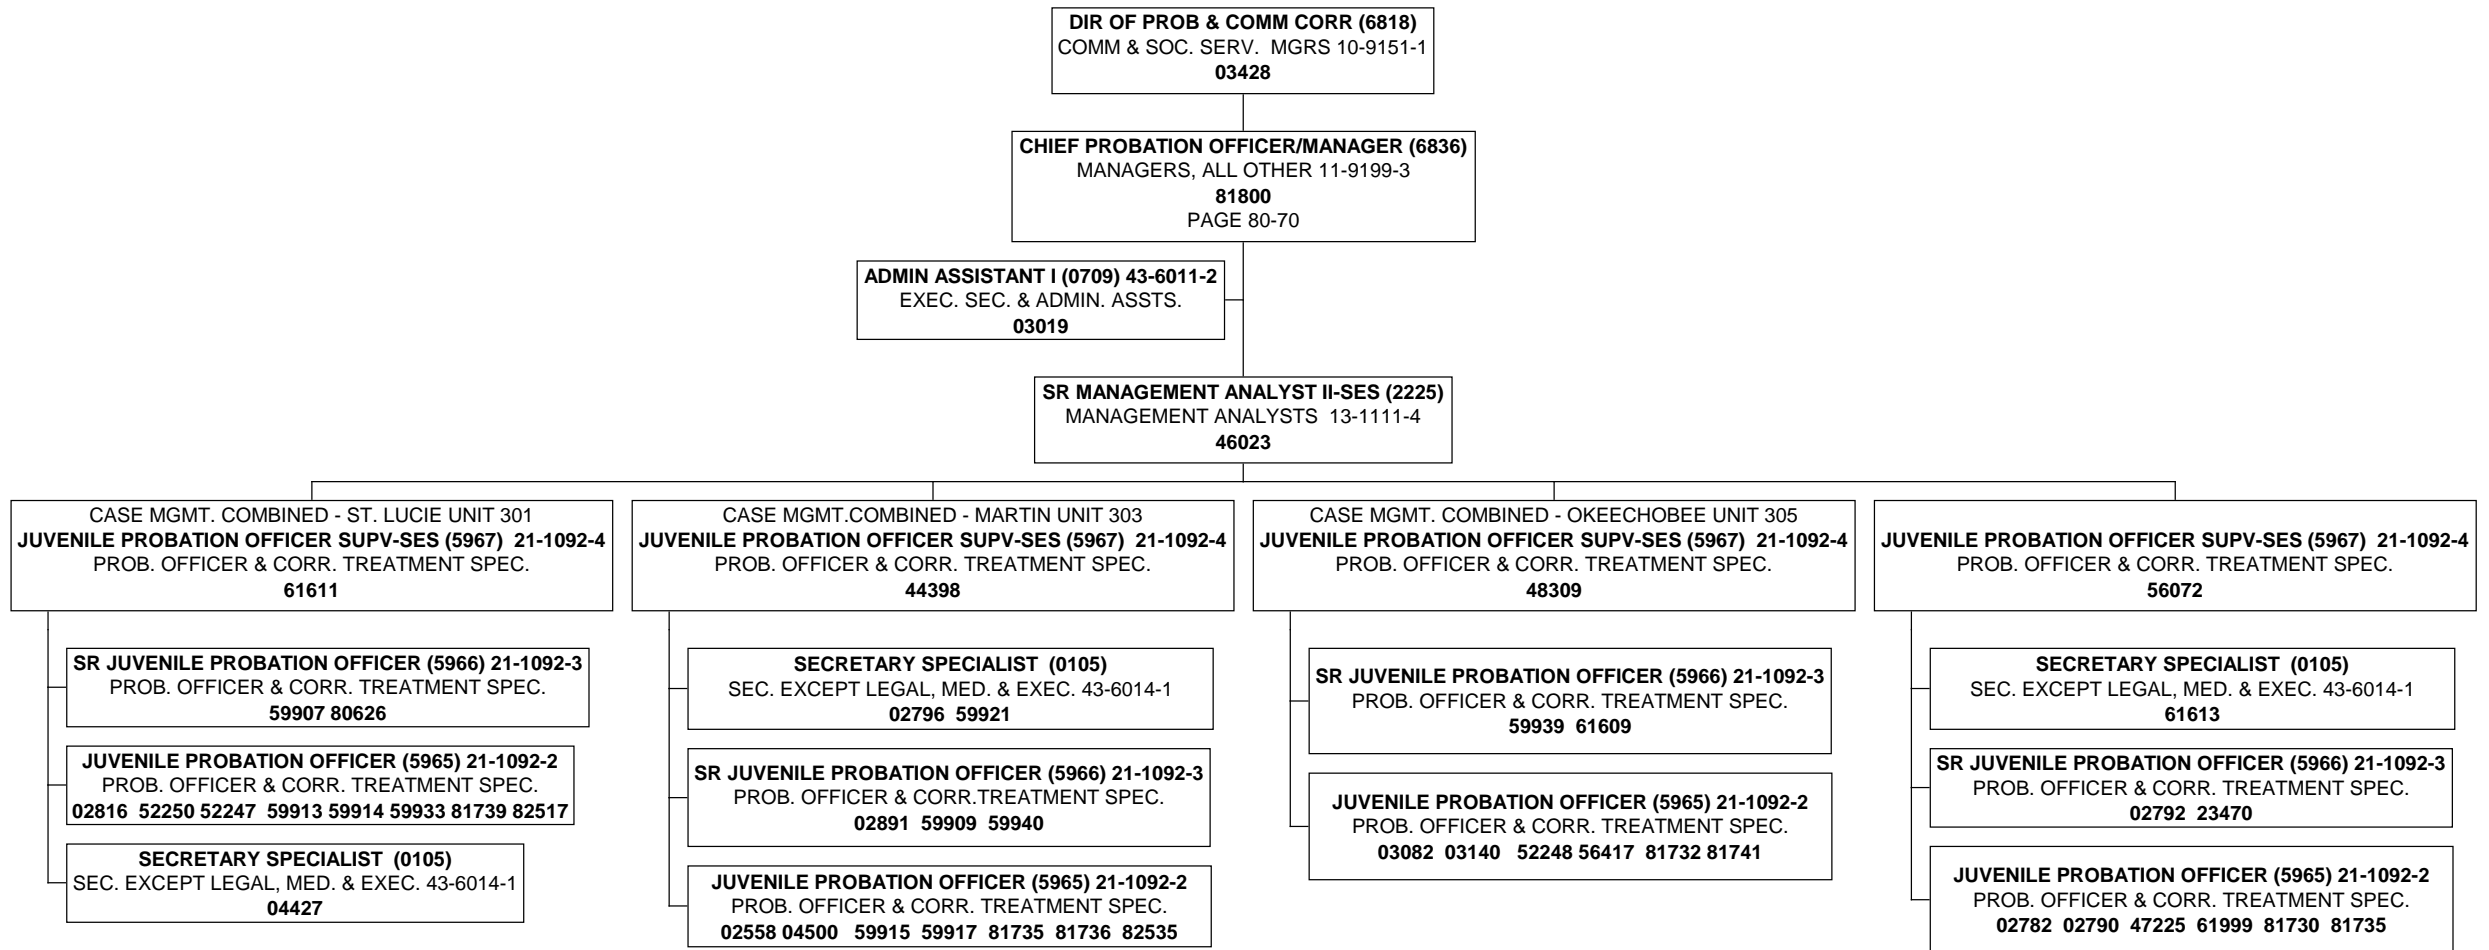 DIR OF PROB & COMM CORR (6818)
COMM & SOC. SERV. MGRS 10-9151-1
03428
CHIEF PROBATION OFFICER/MANAGER (6836)
MANAGERS, ALL OTHER 11-9199-3
81800
PAGE 80-70
ADMIN ASSISTANT I (0709) 43-6011-2
EXEC. SEC. & ADMIN. ASSTS.
03019
SR MANAGEMENT ANALYST II-SES (2225)
MANAGEMENT ANALYSTS 13-1111-4
46023
CASE MGMT. COMBINED - ST. LUCIE UNIT 301
JUVENILE PROBATION OFFICER SUPV-SES (5967) 21-1092-4
PROB. OFFICER & CORR. TREATMENT SPEC.
61611
SR JUVENILE PROBATION OFFICER (5966) 21-1092-3
PROB. OFFICER & CORR. TREATMENT SPEC.
59907 80626
JUVENILE PROBATION OFFICER (5965) 21-1092-2
PROB. OFFICER & CORR. TREATMENT SPEC.
02816 52250 52247 59913 59914 59933 81739 82517
SECRETARY SPECIALIST (0105)
SEC. EXCEPT LEGAL, MED. & EXEC. 43-6014-1
04427
CASE MGMT.COMBINED - MARTIN UNIT 303
JUVENILE PROBATION OFFICER SUPV-SES (5967) 21-1092-4
PROB. OFFICER & CORR. TREATMENT SPEC.
44398
SECRETARY SPECIALIST (0105)
SEC. EXCEPT LEGAL, MED. & EXEC. 43-6014-1
02796 59921
SR JUVENILE PROBATION OFFICER (5966) 21-1092-3
PROB. OFFICER & CORR.TREATMENT SPEC.
02891 59909 59940
JUVENILE PROBATION OFFICER (5965) 21-1092-2
PROB. OFFICER & CORR. TREATMENT SPEC.
02558 04500 59915 59917 81735 81736 82535
CASE MGMT. COMBINED - OKEECHOBEE UNIT 305
JUVENILE PROBATION OFFICER SUPV-SES (5967) 21-1092-4
PROB. OFFICER & CORR. TREATMENT SPEC.
48309
SR JUVENILE PROBATION OFFICER (5966) 21-1092-3
PROB. OFFICER & CORR. TREATMENT SPEC.
59939 61609
JUVENILE PROBATION OFFICER (5965) 21-1092-2
PROB. OFFICER & CORR. TREATMENT SPEC.
03082 03140 52248 56417 81732 81741
JUVENILE PROBATION OFFICER SUPV-SES (5967) 21-1092-4
PROB. OFFICER & CORR. TREATMENT SPEC.
56072
SECRETARY SPECIALIST (0105)
SEC. EXCEPT LEGAL, MED. & EXEC. 43-6014-1
61613
SR JUVENILE PROBATION OFFICER (5966) 21-1092-3
PROB. OFFICER & CORR. TREATMENT SPEC.
02792 23470
JUVENILE PROBATION OFFICER (5965) 21-1092-2
PROB. OFFICER & CORR. TREATMENT SPEC.
02782 02790 47225 61999 81730 81735